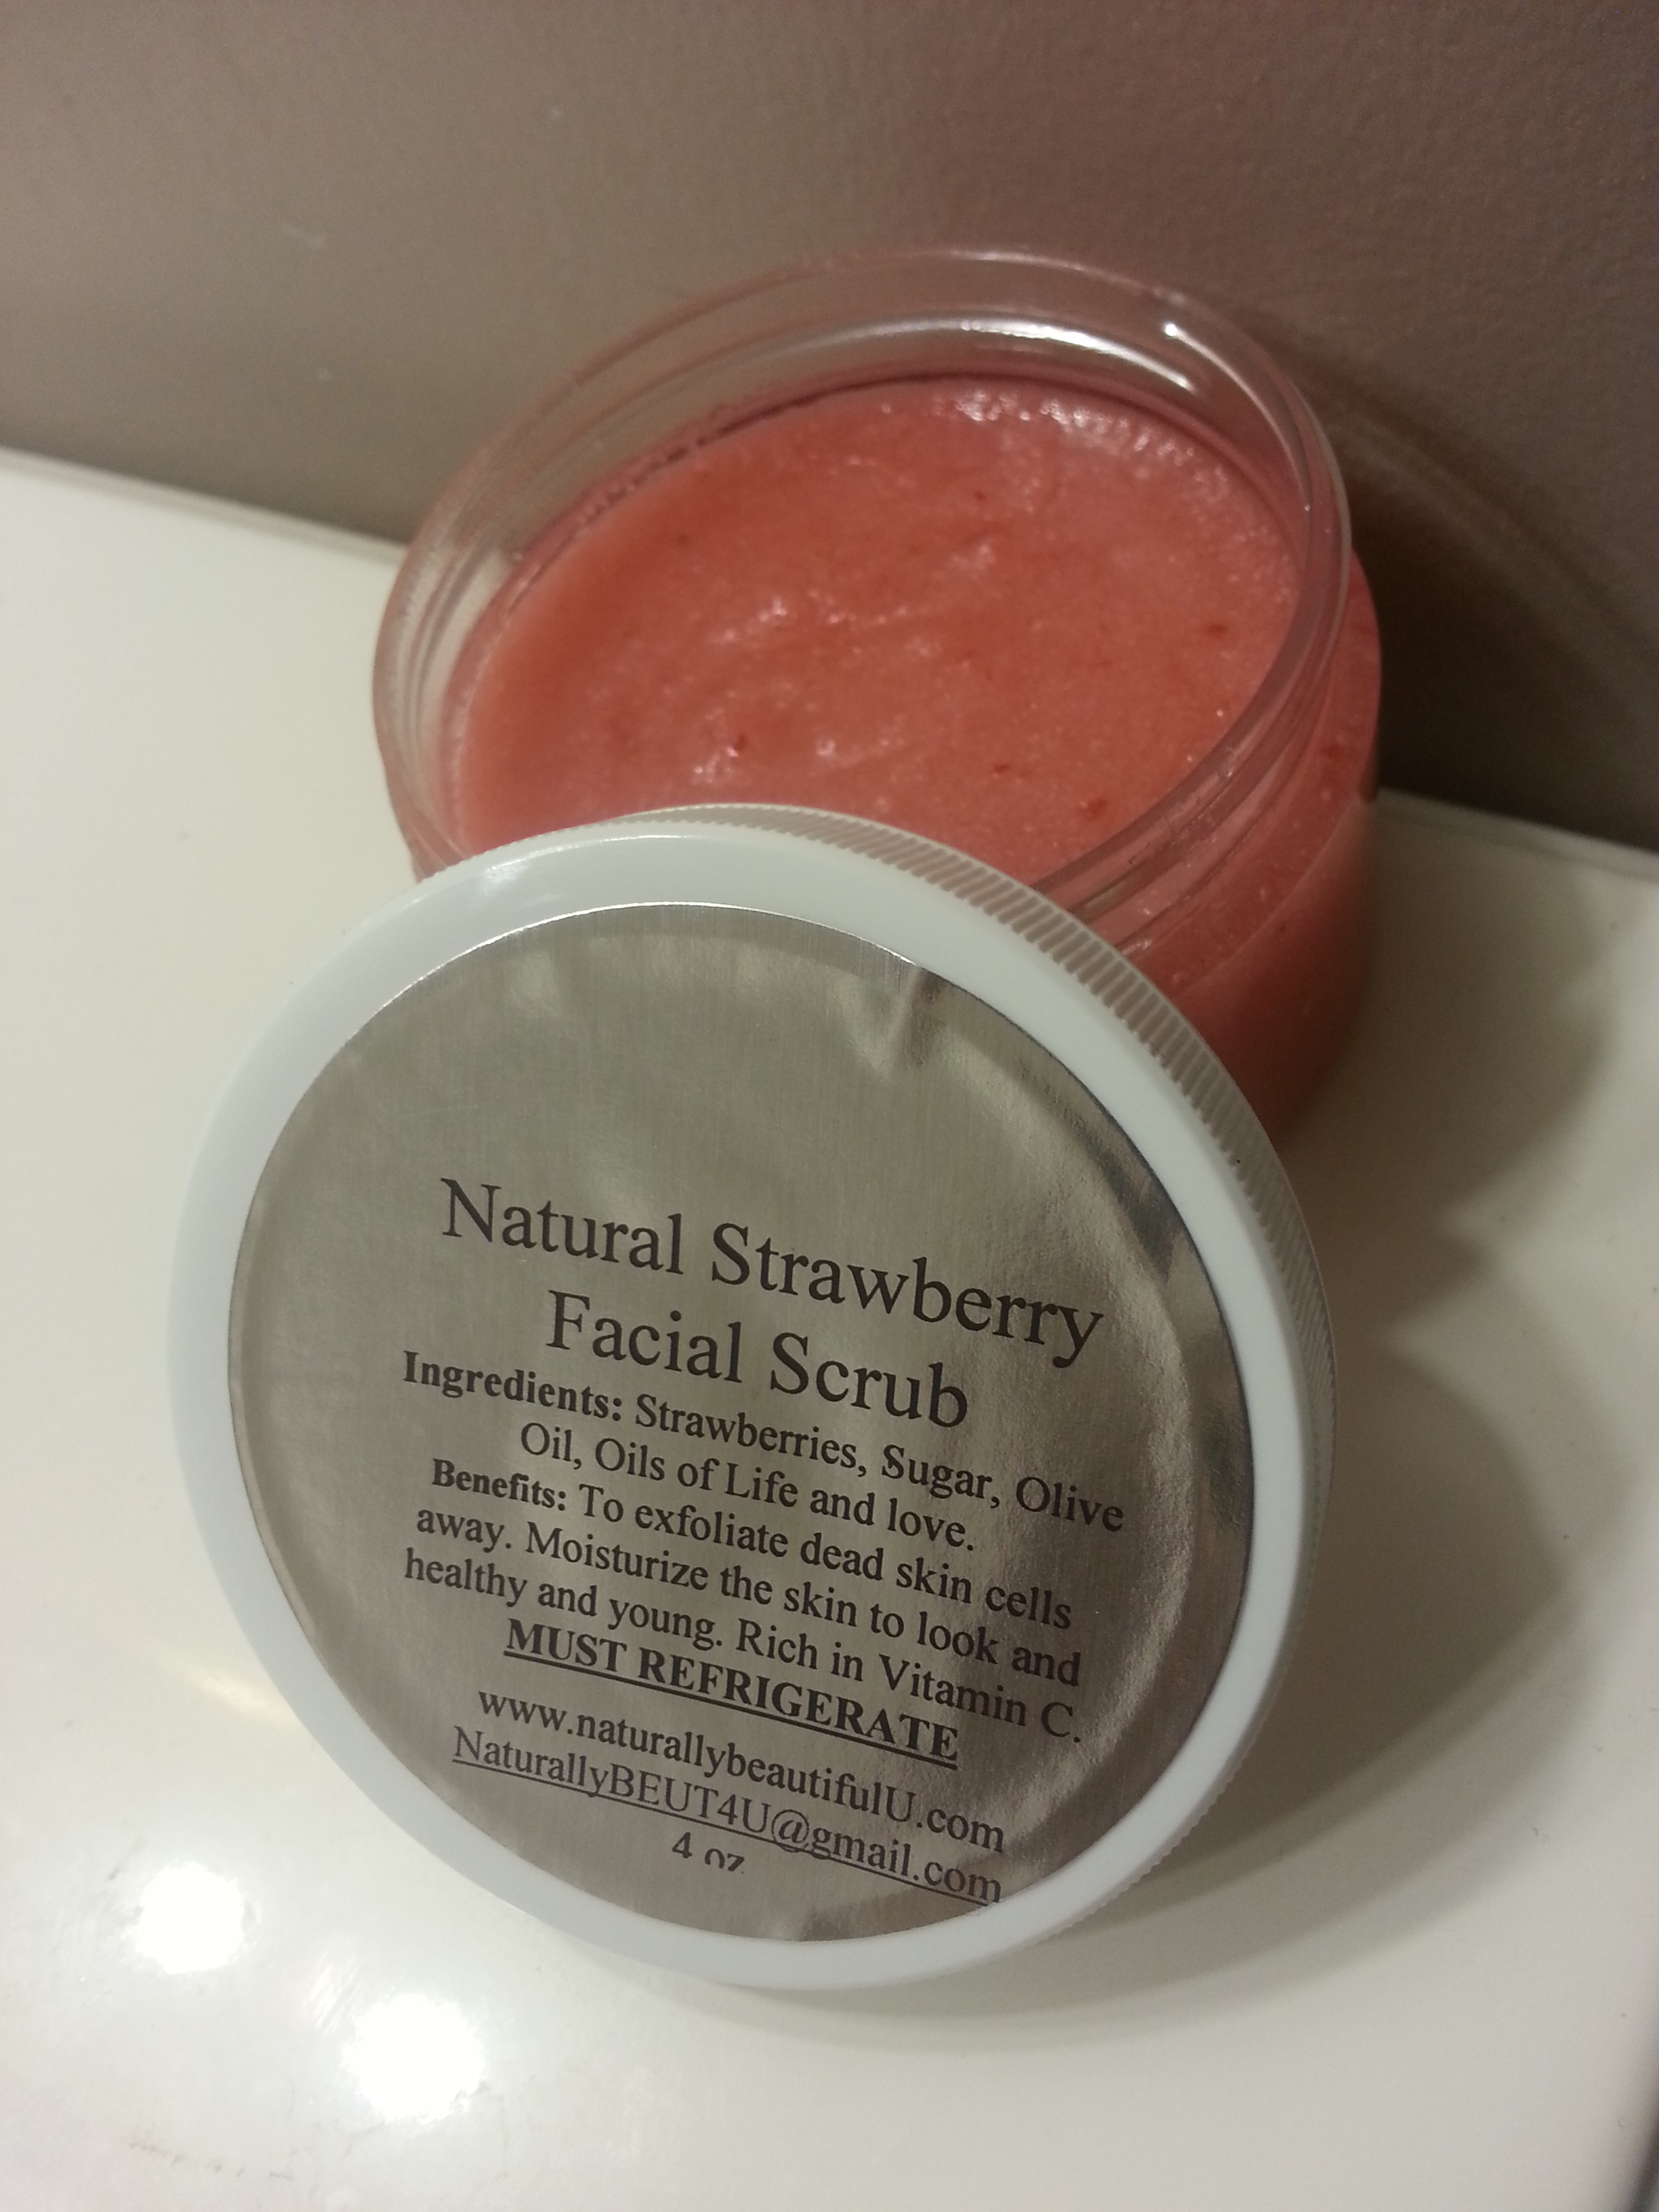 Natural Strawberry
Facial Scrub
Ingredients: Strawberries, Sugar, Olive
Oil, Oils of Life and love.
Benefits: To exfoliate dead skin cells
away. Moisturize the skin to look and
healthy and young. Rich in Vitamin C.
MUST REFRIGERATE
www.naturallybeautifulU.com
NaturallyBEUT4U@gmail.com
4 oz